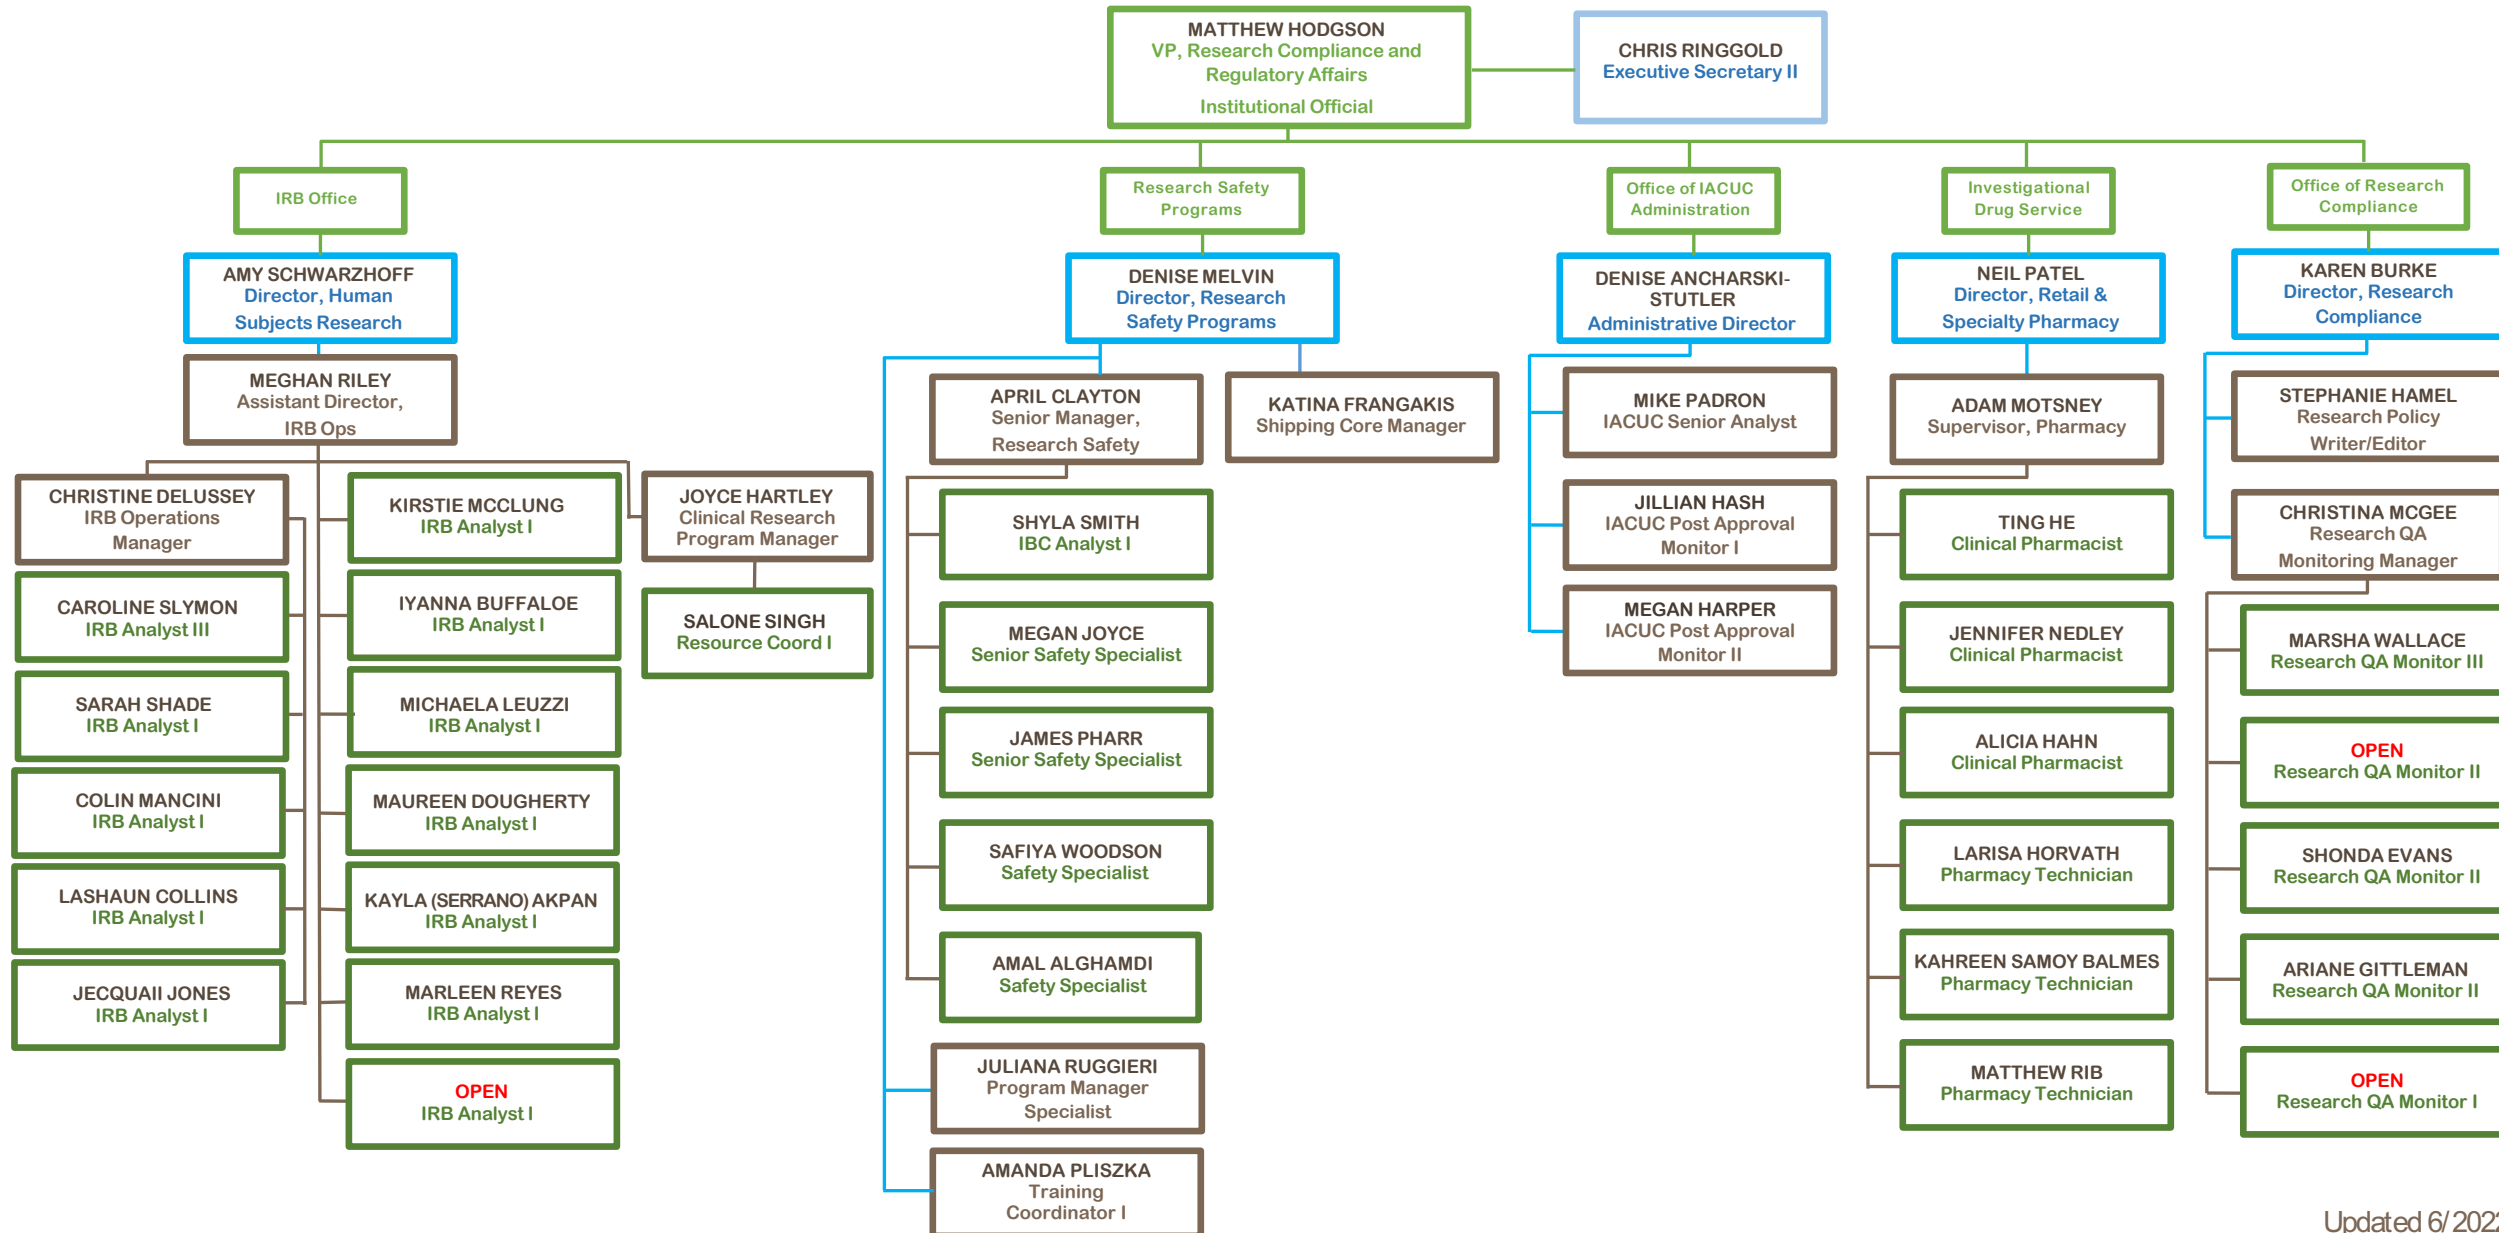 MATTHEW HODGSON
VP, Research Compliance and
Regulatory Affairs
Institutional Official
CHRIS RINGGOLD
Executive Secretary II
IRB Office
Research Safety
Programs
Office of IACUC
Administration
Investigational
Drug Service
Office of Research
Compliance
AMY SCHWARZHOFF
Director, Human
Subjects Research
DENISE MELVIN
Director, Research
Safety Programs
DENISE ANCHARSKI-
STUTLER
Administrative Director
NEIL PATEL
Director, Retail &
Specialty Pharmacy
KAREN BURKE
Director, Research
Compliance
MEGHAN RILEY
Assistant Director,
IRB Ops
CHRISTINE DELUSSEY
IRB Operations
Manager
CAROLINE SLYMON
IRB Analyst III
SARAH SHADE
IRB Analyst I
COLIN MANCINI
IRB Analyst I
LASHAUN COLLINS
IRB Analyst I
JECQUAII JONES
IRB Analyst I
KIRSTIE MCCLUNG
IRB Analyst I
IYANNA BUFFALOE
IRB Analyst I
MICHAELA LEUZZI
IRB Analyst I
MAUREEN DOUGHERTY
IRB Analyst I
KAYLA (SERRANO) AKPAN
IRB Analyst I
MARLEEN REYES
IRB Analyst I
OPEN
IRB Analyst I
JOYCE HARTLEY
Clinical Research
Program Manager
SALONE SINGH
Resource Coord I
APRIL CLAYTON
Senior Manager,
Research Safety
KATINA FRANGAKIS
Shipping Core Manager
SHYLA SMITH
IBC Analyst I
MEGAN JOYCE
Senior Safety Specialist
JAMES PHARR
Senior Safety Specialist
SAFIYA WOODSON
Safety Specialist
AMAL ALGHAMDI
Safety Specialist
JULIANA RUGGIERI
Program Manager
Specialist
AMANDA PLISZKA
Training
Coordinator I
MIKE PADRON
IACUC Senior Analyst
JILLIAN HASH
IACUC Post Approval
Monitor I
MEGAN HARPER
IACUC Post Approval
Monitor II
ADAM MOTSNEY
Supervisor, Pharmacy
TING HE
Clinical Pharmacist
JENNIFER NEDLEY
Clinical Pharmacist
ALICIA HAHN
Clinical Pharmacist
LARISA HORVATH
Pharmacy Technician
KAHREEN SAMOY BALMES
Pharmacy Technician
MATTHEW RIB
Pharmacy Technician
STEPHANIE HAMEL
Research Policy
Writer/Editor
CHRISTINA MCGEE
Research QA
Monitoring Manager
MARSHA WALLACE
Research QA Monitor III
OPEN
Research QA Monitor II
SHONDA EVANS
Research QA Monitor II
ARIANE GITTLEMAN
Research QA Monitor II
OPEN
Research QA Monitor I
Updated 6/2022